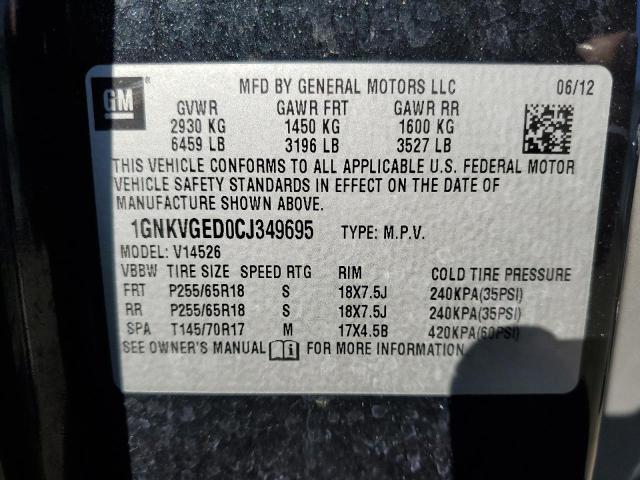 GM
MFD BY GENERAL MOTORS LLC 06/12
GVWR GAWR FRT GAWR RR
2930 KG 1450 KG 1600 KG
6459 LB 3196 LB 3527 LB
THIS VEHICLE CONFORMS TO ALL APPLICABLE U.S. FEDERAL MOTOR
VEHICLE SAFETY STANDARDS IN EFFECT ON THE DATE OF
MANUFACTURE SHOWN ABOVE.
1GNKVGED0CJ349695 TYPE: M.P.V.
MODEL: V14526
VBBW TIRE SIZE SPEED RTG RIM COLD TIRE PRESSURE
FRT P255/65R18 S 18X7.5J 240KPA(35PSI)
RR P255/65R18 S 18X7.5J 240KPA(35PSI)
SPA T145/70R17 M 17X4.5B 420KPA(60PSI)
SEE OWNER'S MANUAL FOR MORE INFORMATION.